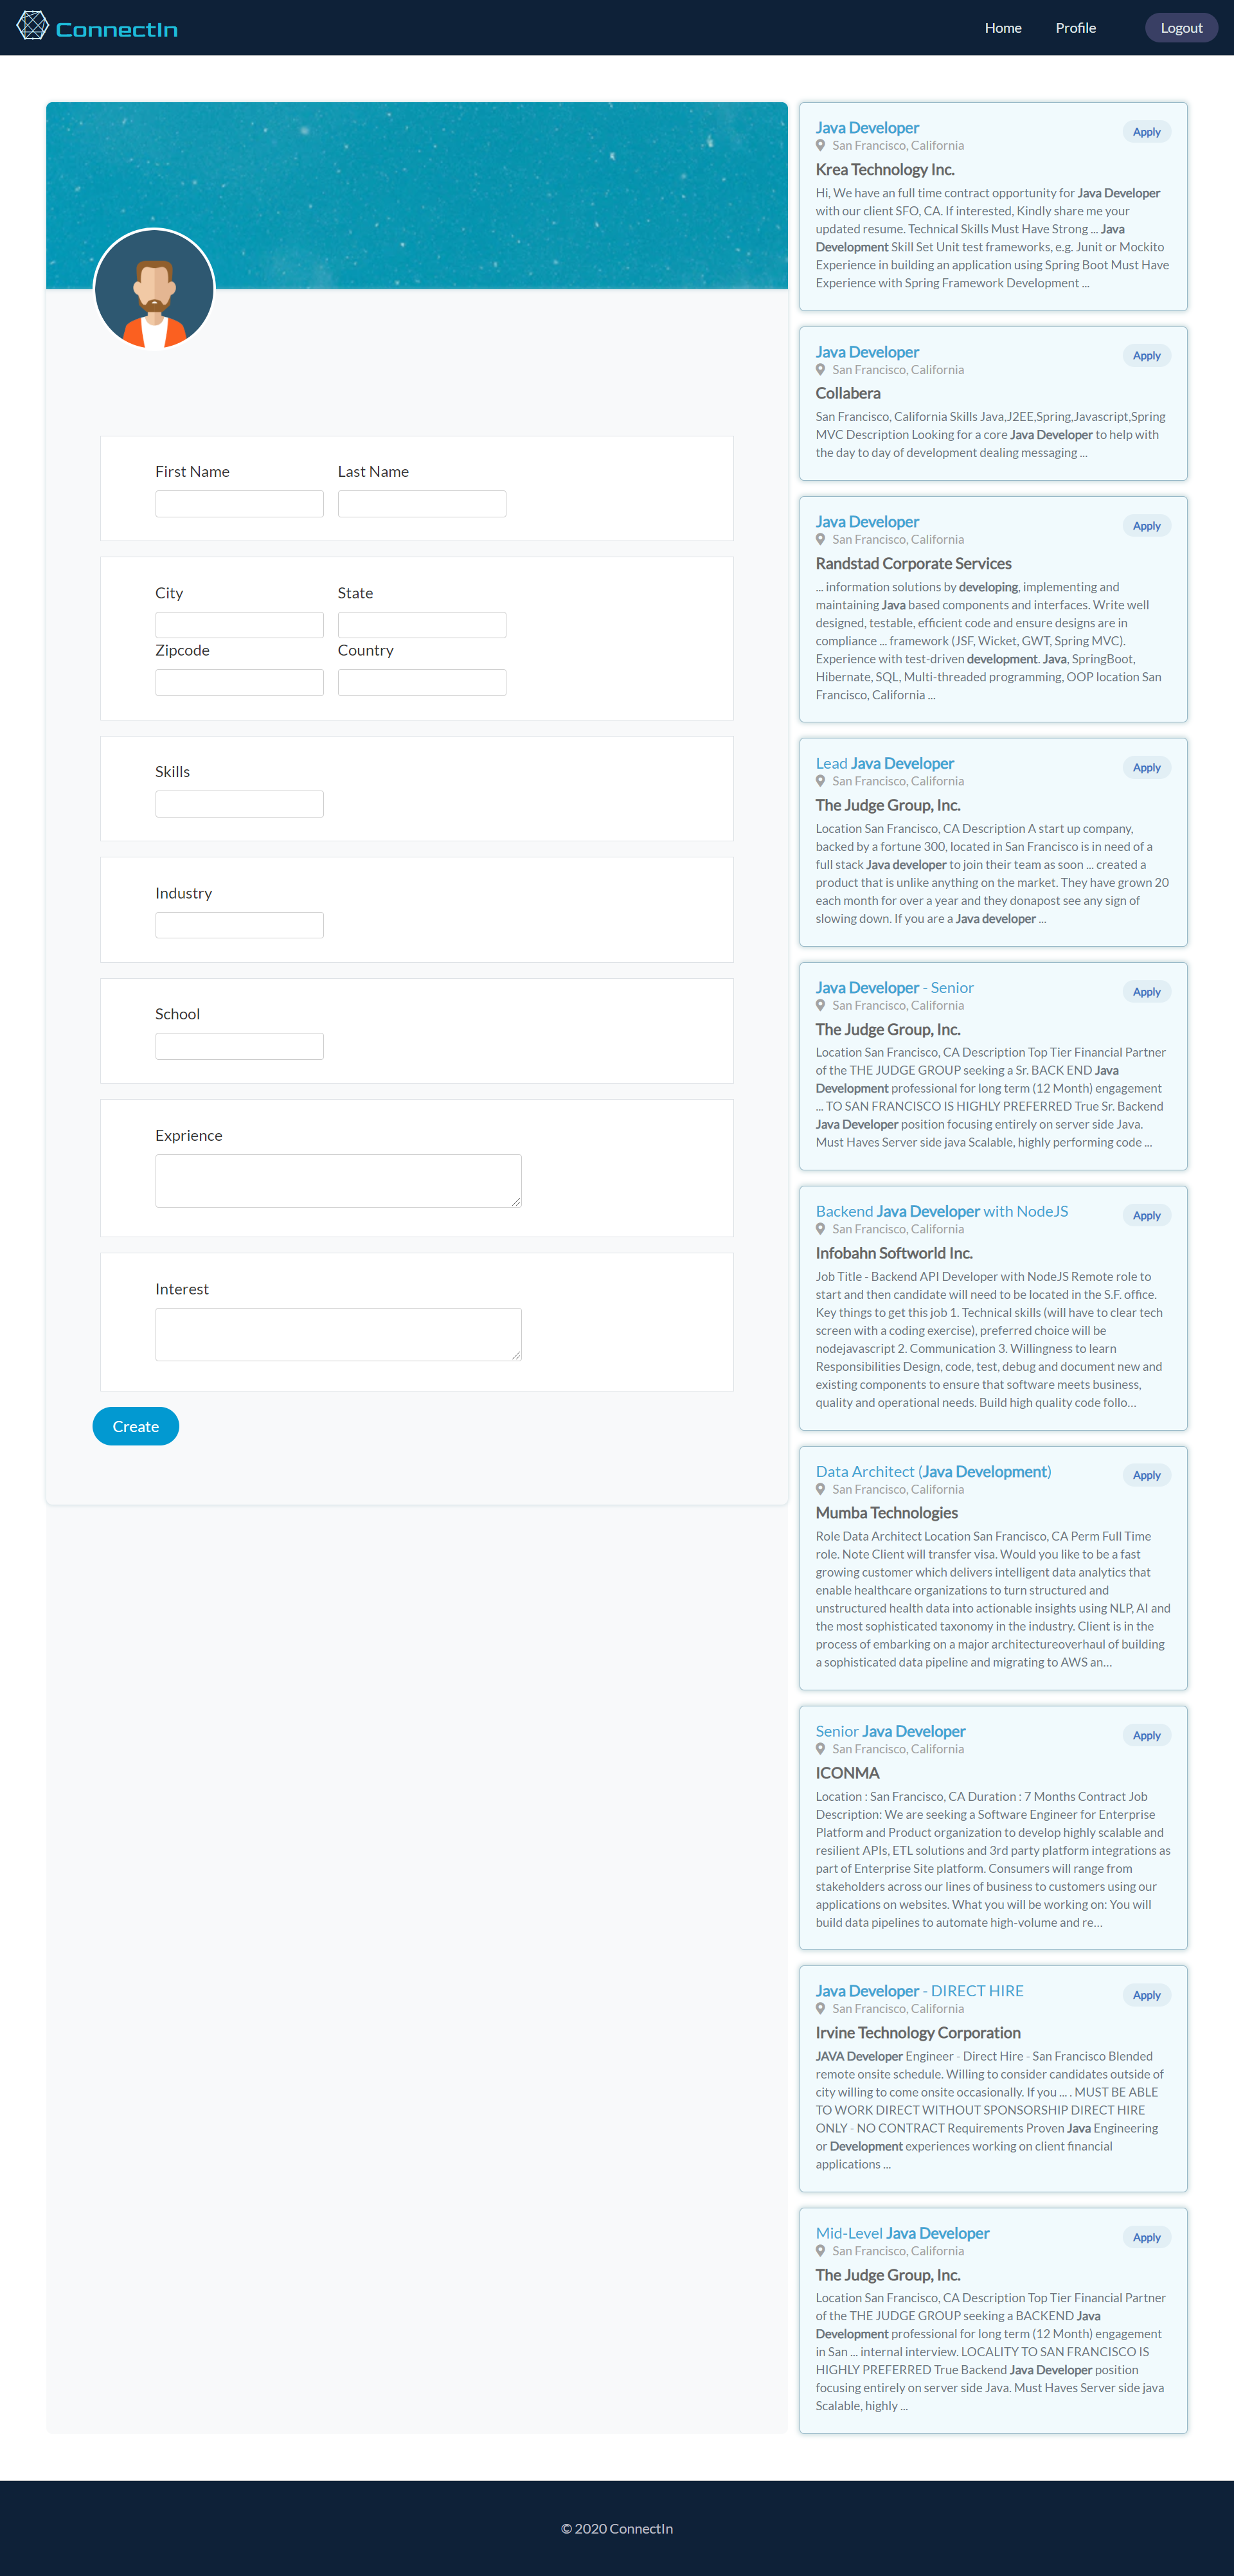 ConnectIn
Home
Profile
Logout
First Name
Last Name
City
State
Zipcode
Country
Skills
Industry
School
Exprience
Interest
Create
Java Developer
Apply
San Francisco, California
Krea Technology Inc.
Hi, We have an full time contract opportunity for Java Developer
with our client SFO, CA. If interested, Kindly share me your
updated resume. Technical Skills Must Have Strong ... Java
Development Skill Set Unit test frameworks, e.g. Junit or Mockito
Experience in building an application using Spring Boot Must Have
Experience with Spring Framework Development ...
Java Developer
Apply
San Francisco, California
Collabera
San Francisco, California Skills Java,J2EE,Spring,Javascript,Spring
MVC Description Looking for a core Java Developer to help with
the day to day of development dealing messaging ...
Java Developer
Apply
San Francisco, California
Randstad Corporate Services
... information solutions by developing, implementing and
maintaining Java based components and interfaces. Write well
designed, testable, efficient code and ensure designs are in
compliance ... framework (JSF, Wicket, GWT, Spring MVC).
Experience with test-driven development. Java, SpringBoot,
Hibernate, SQL, Multi-threaded programming, OOP location San
Francisco, California ...
Lead Java Developer
Apply
San Francisco, California
The Judge Group, Inc.
Location San Francisco, CA Description A start up company,
backed by a fortune 300, located in San Francisco is in need of a
full stack Java developer to join their team as soon ... created a
product that is unlike anything on the market. They have grown 20
each month for over a year and they donapost see any sign of
slowing down. If you are a Java developer ...
Java Developer - Senior
Apply
San Francisco, California
The Judge Group, Inc.
Location San Francisco, CA Description Top Tier Financial Partner
of the THE JUDGE GROUP seeking a Sr. BACK END Java
Development professional for long term (12 Month) engagement
... TO SAN FRANCISCO IS HIGHLY PREFERRED True Sr. Backend
Java Developer position focusing entirely on server side Java.
Must Haves Server side java Scalable, highly performing code ...
Backend Java Developer with NodeJS
Apply
San Francisco, California
Infobahn Softworld Inc.
Job Title - Backend API Developer with NodeJS Remote role to
start and then candidate will need to be located in the S.F. office.
Key things to get this job 1. Technical skills (will have to clear tech
screen with a coding exercise), preferred choice will be
nodejavascript 2. Communication 3. Willingness to learn
Responsibilities Design, code, test, debug and document new and
existing components to ensure that software meets business,
quality and operational needs. Build high quality code follo...
Data Architect (Java Development)
Apply
San Francisco, California
Mumba Technologies
Role Data Architect Location San Francisco, CA Perm Full Time
role. Note Client will transfer visa. Would you like to be a fast
growing customer which delivers intelligent data analytics that
enable healthcare organizations to turn structured and
unstructured health data into actionable insights using NLP, AI and
the most sophisticated taxonomy in the industry. Client is in the
process of embarking on a major architectureoverhaul of building
a sophisticated data pipeline and migrating to AWS an...
Senior Java Developer
Apply
San Francisco, California
ICONMA
Location : San Francisco, CA Duration : 7 Months Contract Job
Description: We are seeking a Software Engineer for Enterprise
Platform and Product organization to develop highly scalable and
resilient APIs, ETL solutions and 3rd party platform integrations as
part of Enterprise Site platform. Consumers will range from
stakeholders across our lines of business to customers using our
applications on websites. What you will be working on: You will
build data pipelines to automate high-volume and re...
Java Developer - DIRECT HIRE
Apply
San Francisco, California
Irvine Technology Corporation
JAVA Developer Engineer - Direct Hire - San Francisco Blended
remote onsite schedule. Willing to consider candidates outside of
city willing to come onsite occasionally. If you ... . MUST BE ABLE
TO WORK DIRECT WITHOUT SPONSORSHIP DIRECT HIRE
ONLY - NO CONTRACT Requirements Proven Java Engineering
or Development experiences working on client financial
applications ...
Mid-Level Java Developer
Apply
San Francisco, California
The Judge Group, Inc.
Location San Francisco, CA Description Top Tier Financial Partner
of the THE JUDGE GROUP seeking a BACKEND Java
Development professional for long term (12 Month) engagement
in San ... internal interview. LOCALITY TO SAN FRANCISCO IS
HIGHLY PREFERRED True Backend Java Developer position
focusing entirely on server side Java. Must Haves Server side java
Scalable, highly ...
© 2020 ConnectIn